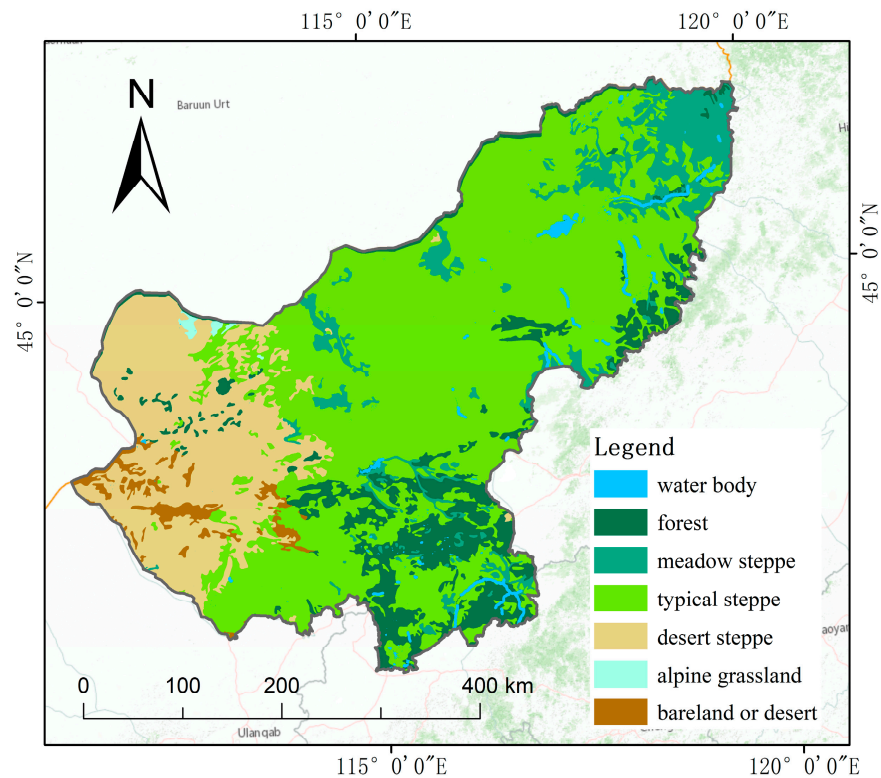 115° 0′0″E
120° 0′0″E
N
Baruun Urt
Hi
45° 0′0″N
45° 0′0″N
Legend
water body
forest
meadow steppe
typical steppe
desert steppe
alpine grassland
bareland or desert
aoyan
0 100 200 400 km
Ulanqab
115° 0′0″E
120° 0′0″E